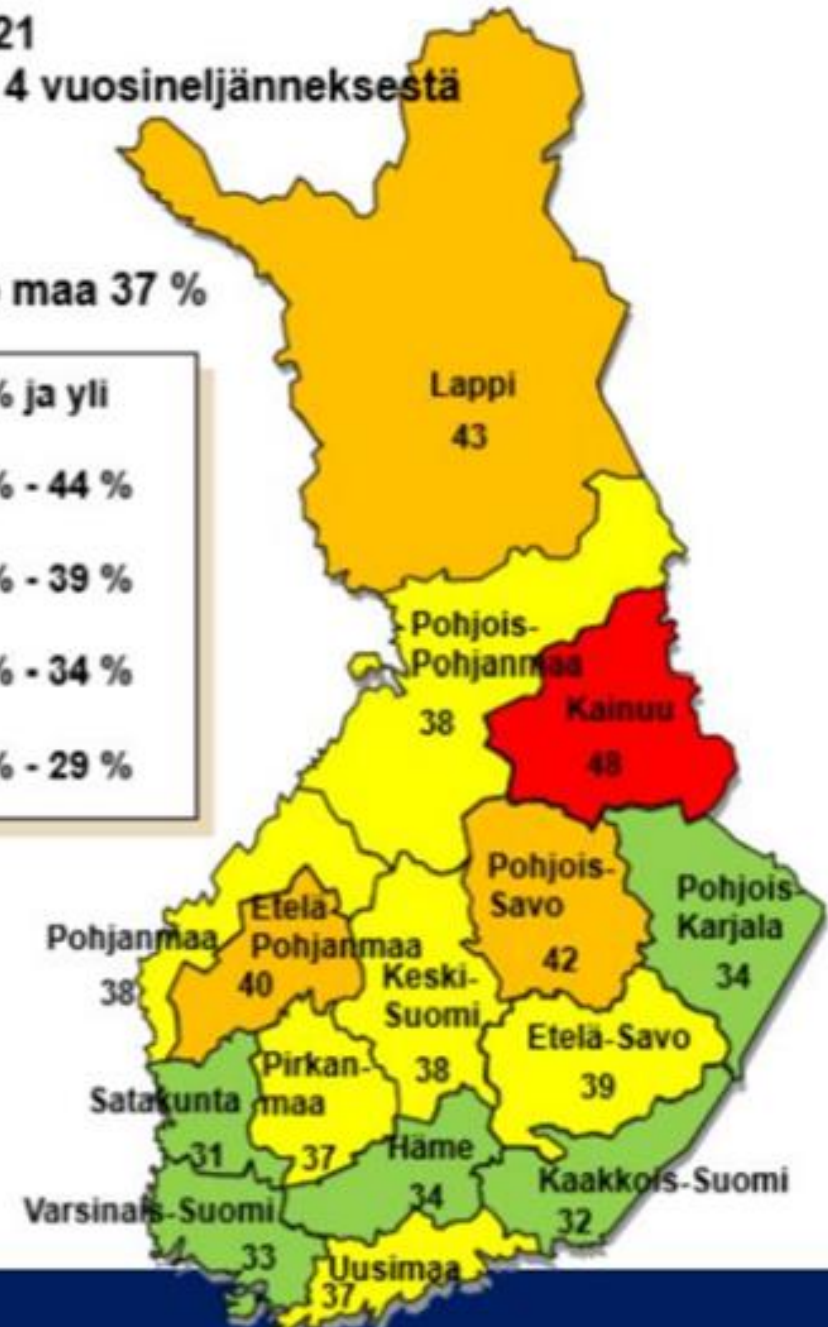 21
4 vuosineljänneksestä
maa 37 %
% ja yli
% - 44 %
% - 39 %
% - 34 %
% - 29 %
Lappi
43
Pohjois-
Pohjanmaa
38
Kainuu
48
Pohjois-
Savo
42
Pohjois-
Karjala
34
Pohjanmaa
38
Etelä-
Pohjanmaa
40
Keski-
Suomi
38
Etelä-Savo
39
Pirkan-
maa
37
Satakunta
31
Häme
34
Kaakkois-Suomi
32
Varsinais-Suomi
33
Uusimaa
37